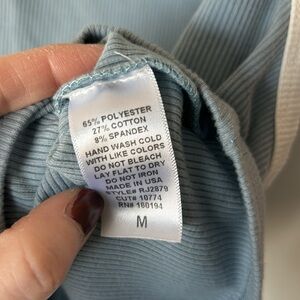 65% POLYESTER
27% COTTON
8% SPANDEX
HAND WASH COLD
WITH LIKE COLORS
DO NOT BLEACH
LAY FLAT TO DRY
DO NOT IRON
MADE IN USA
STYLE# RJ2879
CUT# 10774
RN# 180194
M